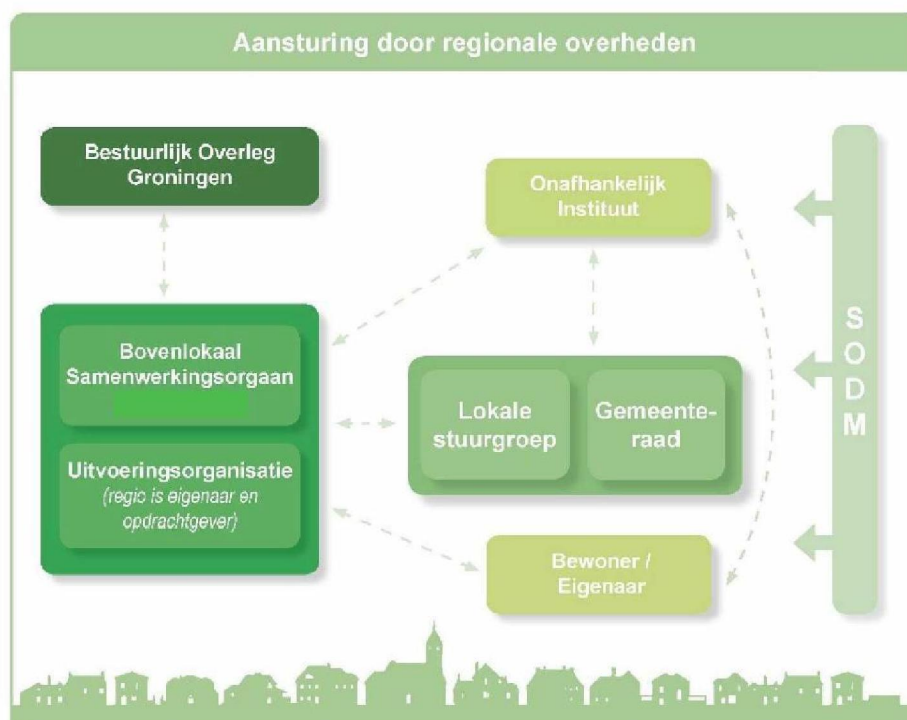 Aansturing door regionale overheden
Bestuurlijk Overleg
Groningen
Onafhankelijk
Instituut
Bovenlokaal
Samenwerkingsorgaan
Lokale
stuurgroep
Gemeente-
raad
Uitvoeringsorganisatie
(regio is eigenaar en
opdrachtgever)
Bewoner /
Eigenaar
S
O
D
M